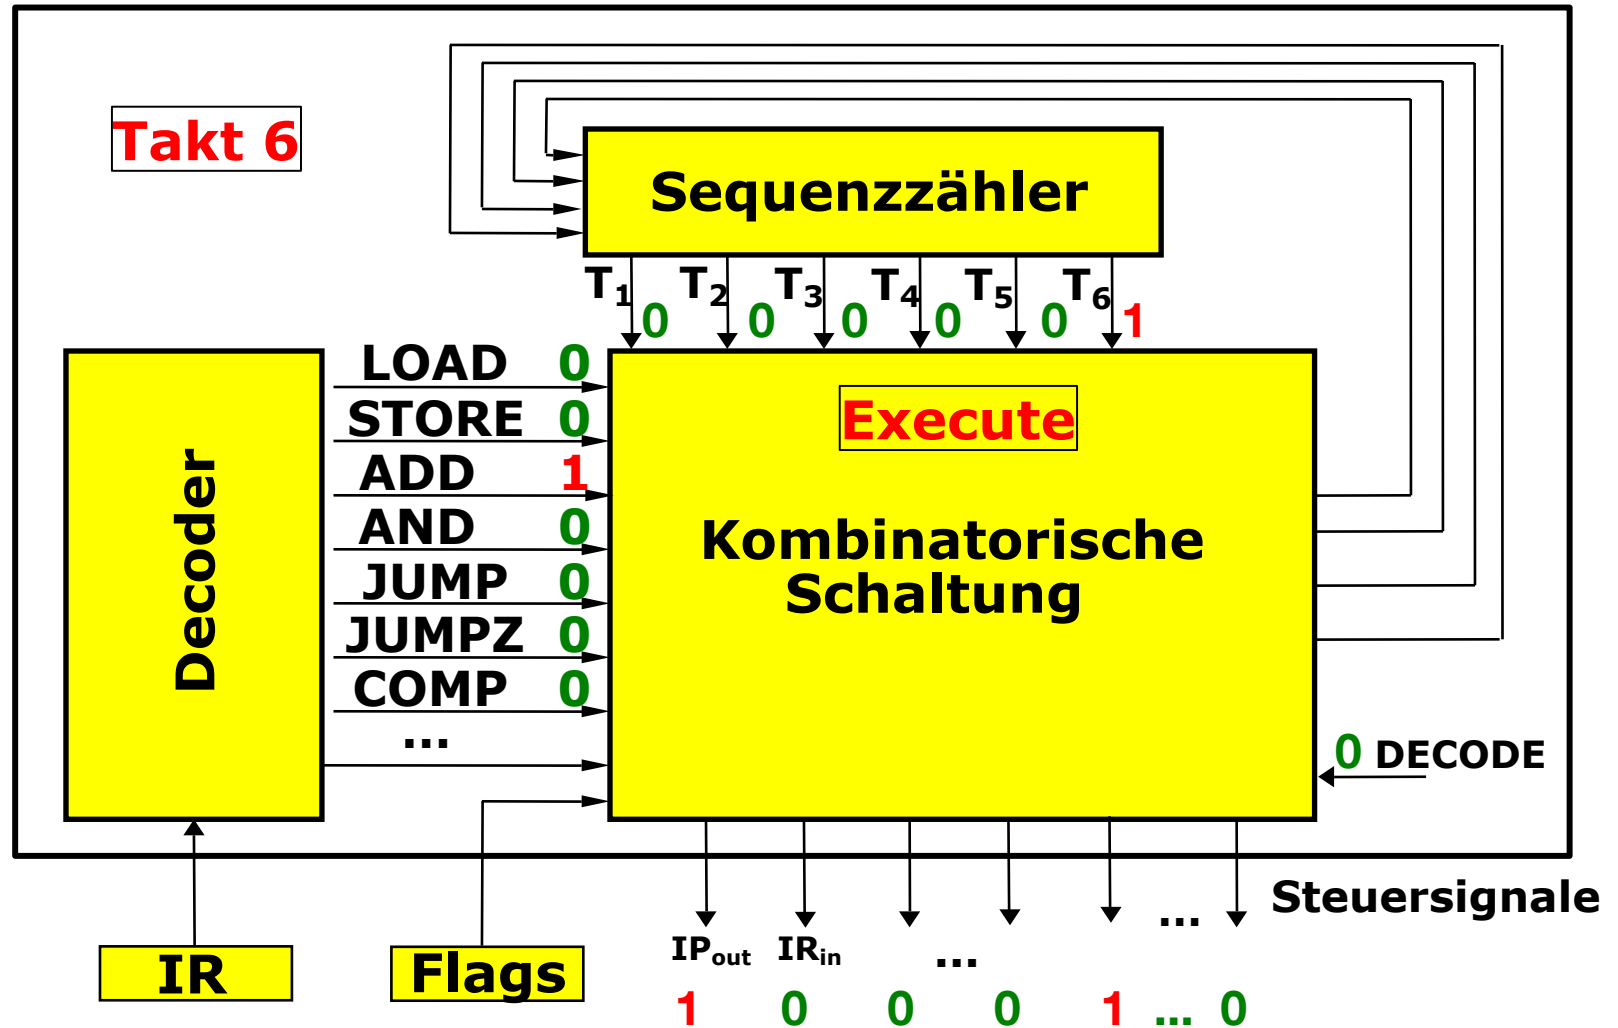 Takt 6
Sequenzzähler
T1 T2 T3 T4 T5 T6
0 0 0 0 0 1
LOAD 0
STORE 0
ADD 1
AND 0
JUMP 0
JUMPZ 0
COMP 0
...
Decoder
Execute
Kombinatorische
Schaltung
0 DECODE
Steuersignale
...
IR
Flags
IPout IRin ...
1 0 0 0 1 ... 0